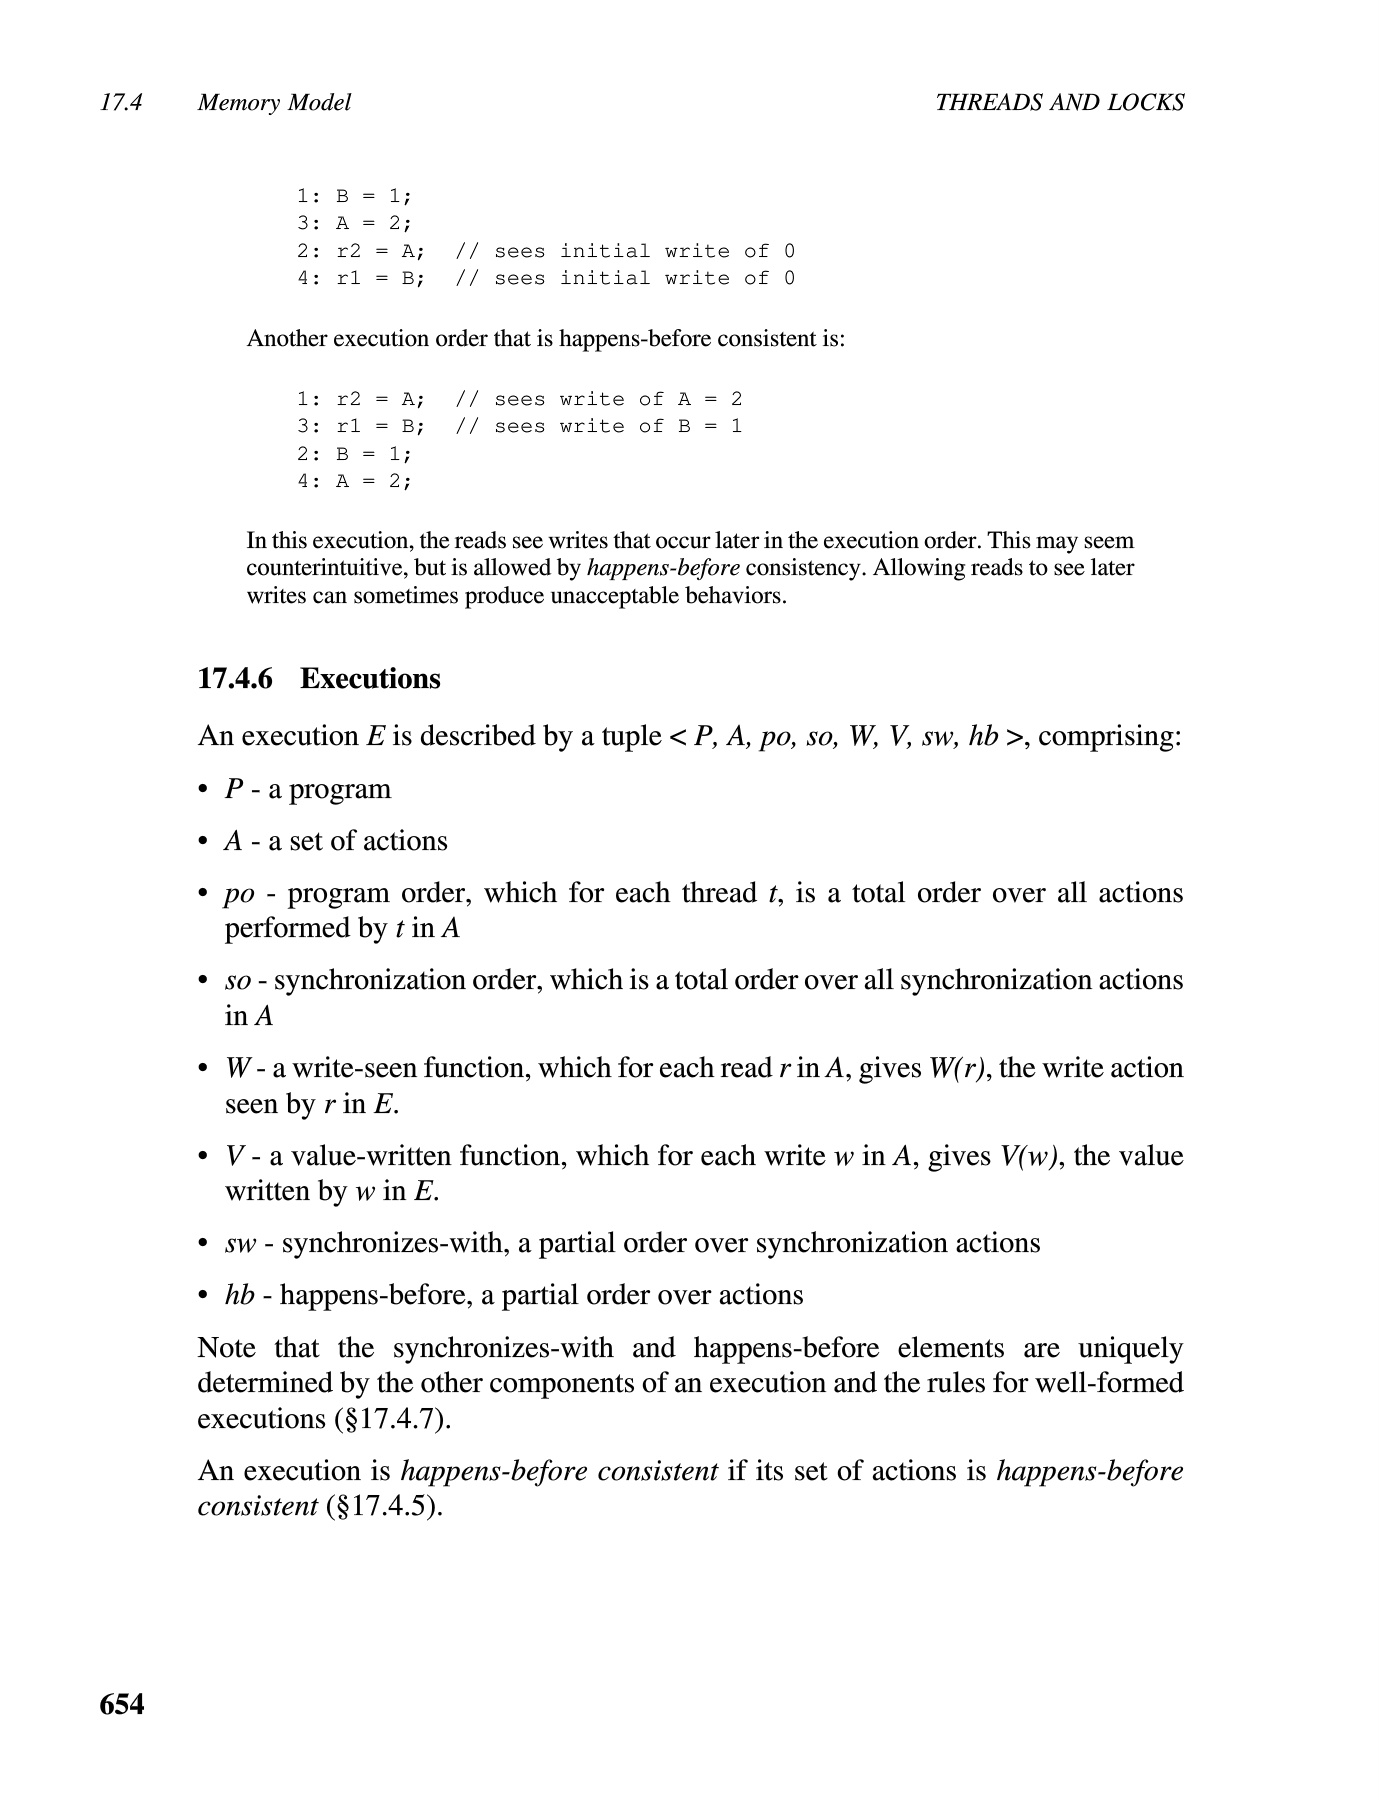 17.4 Memory Model THREADS AND LOCKS
1: B = 1;
3: A = 2;
2: r2 = A; // sees initial write of 0
4: r1 = B; // sees initial write of 0
Another execution order that is happens-before consistent is:
1: r2 = A; // sees write of A = 2
3: r1 = B; // sees write of B = 1
2: B = 1;
4: A = 2;
In this execution, the reads see writes that occur later in the execution order. This may seem
counterintuitive, but is allowed by happens-before consistency. Allowing reads to see later
writes can sometimes produce unacceptable behaviors.
17.4.6 Executions
An execution E is described by a tuple < P, A, po, so, W, V, sw, hb >, comprising:
• P - a program
• A - a set of actions
• po - program order, which for each thread t, is a total order over all actions
performed by t in A
• so - synchronization order, which is a total order over all synchronization actions
in A
• W - a write-seen function, which for each read r in A, gives W(r), the write action
seen by r in E.
• V - a value-written function, which for each write w in A, gives V(w), the value
written by w in E.
• sw - synchronizes-with, a partial order over synchronization actions
• hb - happens-before, a partial order over actions
Note that the synchronizes-with and happens-before elements are uniquely
determined by the other components of an execution and the rules for well-formed
executions (§17.4.7).
An execution is happens-before consistent if its set of actions is happens-before
consistent (§17.4.5).
654